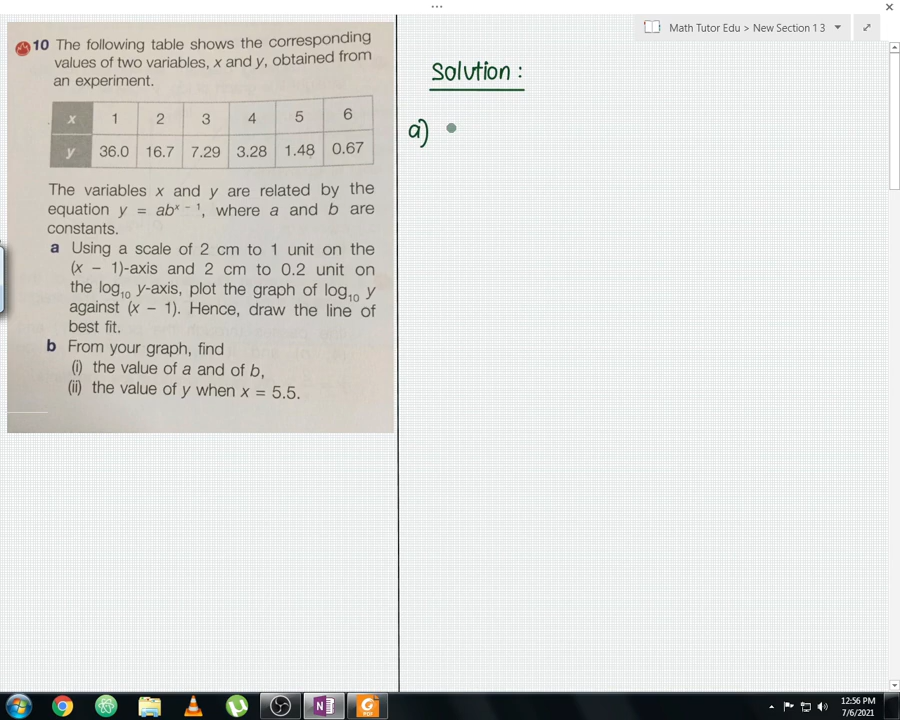 Math Tutor Edu > New Section 1 3
10 The following table shows the corresponding
values of two variables, x and y, obtained from
an experiment.
x 1 2 3 4 5 6
y 36.0 16.7 7.29 3.28 1.48 0.67
The variables x and y are related by the
equation y = abˣ ⁻ ¹, where a and b are
constants.
a Using a scale of 2 cm to 1 unit on the
(x − 1)-axis and 2 cm to 0.2 unit on
the log₁₀ y-axis, plot the graph of log₁₀ y
against (x − 1). Hence, draw the line of
best fit.
b From your graph, find
(i) the value of a and of b,
(ii) the value of y when x = 5.5.
Solution :
a)
PDF
12:56 PM
7/6/2021